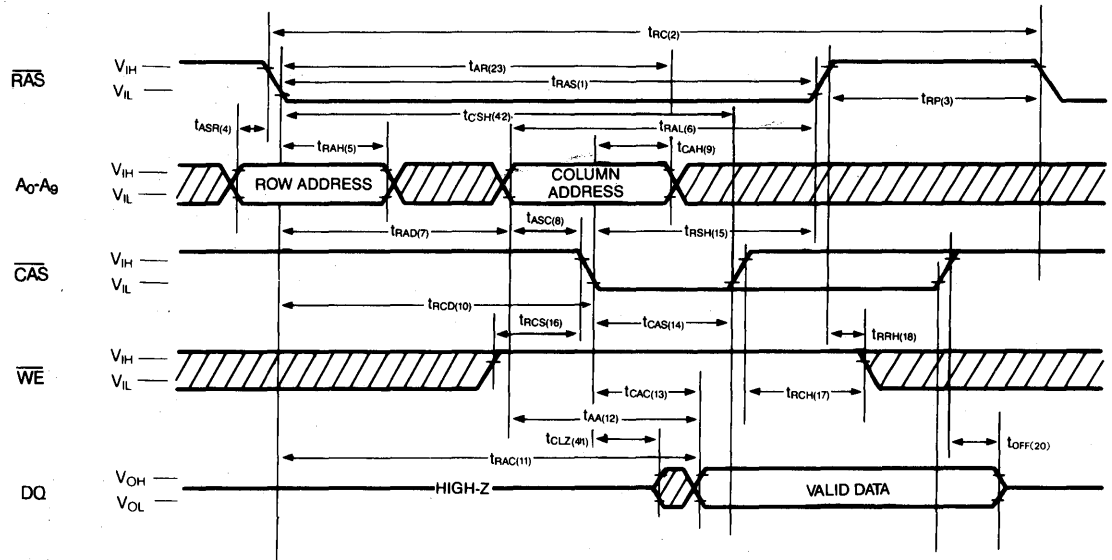 tRC(2)
RAS
VIH
VIL
tAR(23)
tRAS(1)
tRP(3)
tCSH(42)
tRAL(6)
tASR(4)
tRAH(5)
tCAH(9)
A0-A9
VIH
VIL
ROW ADDRESS
COLUMN
ADDRESS
tRAD(7)
tASC(8)
tRSH(15)
CAS
VIH
VIL
tRCD(10)
tRCS(16)
tCAS(14)
tRRH(18)
WE
VIH
VIL
tCAC(13)
tRCH(17)
tAA(12)
tCLZ(41)
tOFF(20)
tRAC(11)
DQ
VOH
VOL
HIGH-Z
VALID DATA